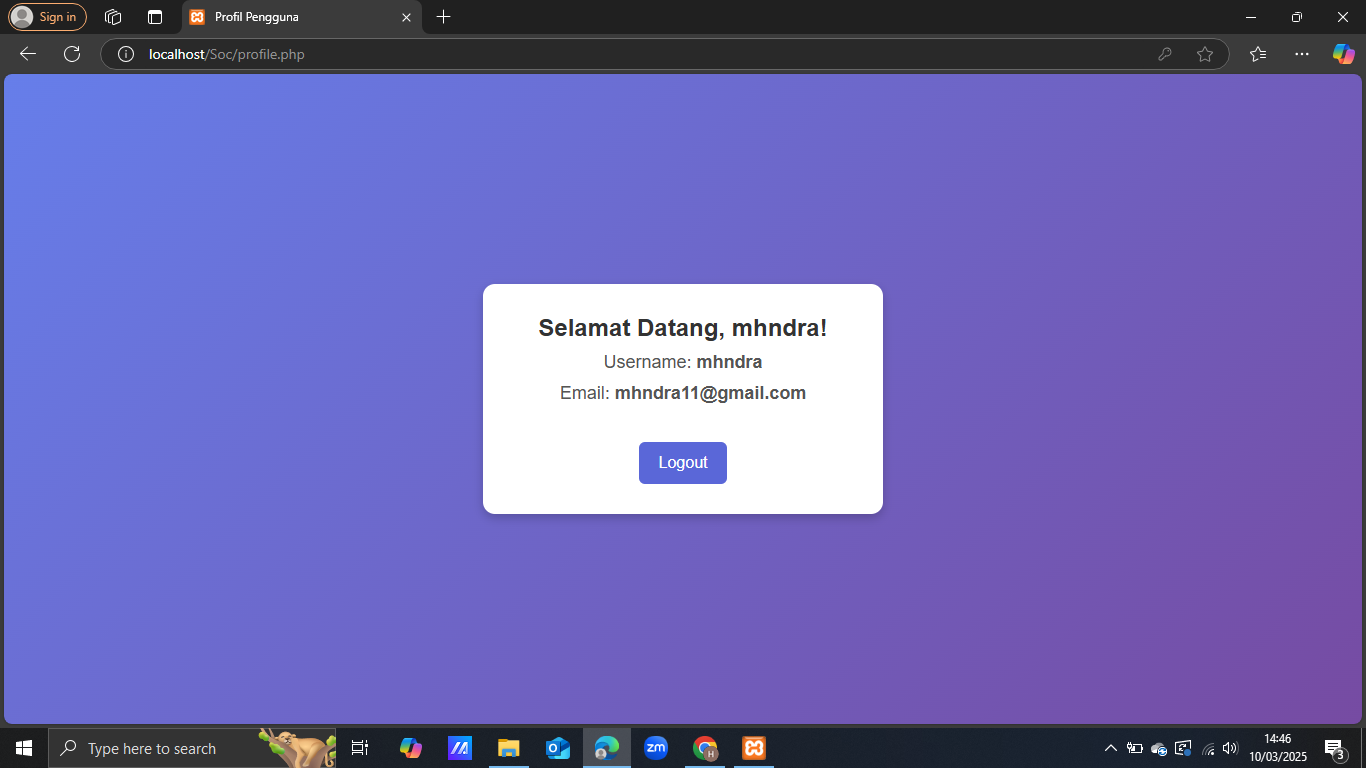 Sign in
Profil Pengguna
localhost/Soc/profile.php
Selamat Datang, mhndra!
Username: mhndra
Email: mhndra11@gmail.com
Logout
Type here to search
zm
H
14:46
10/03/2025
3